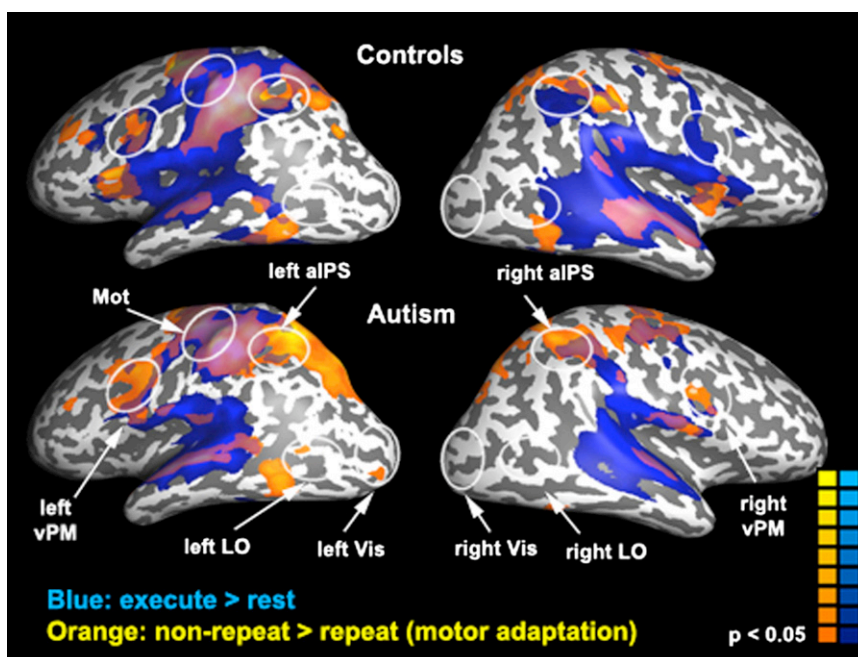 Controls
left aIPS
right aIPS
Mot
Autism
left
vPM
left LO
left Vis
right Vis
right LO
right
vPM
Blue: execute > rest
Orange: non-repeat > repeat (motor adaptation)
p < 0.05